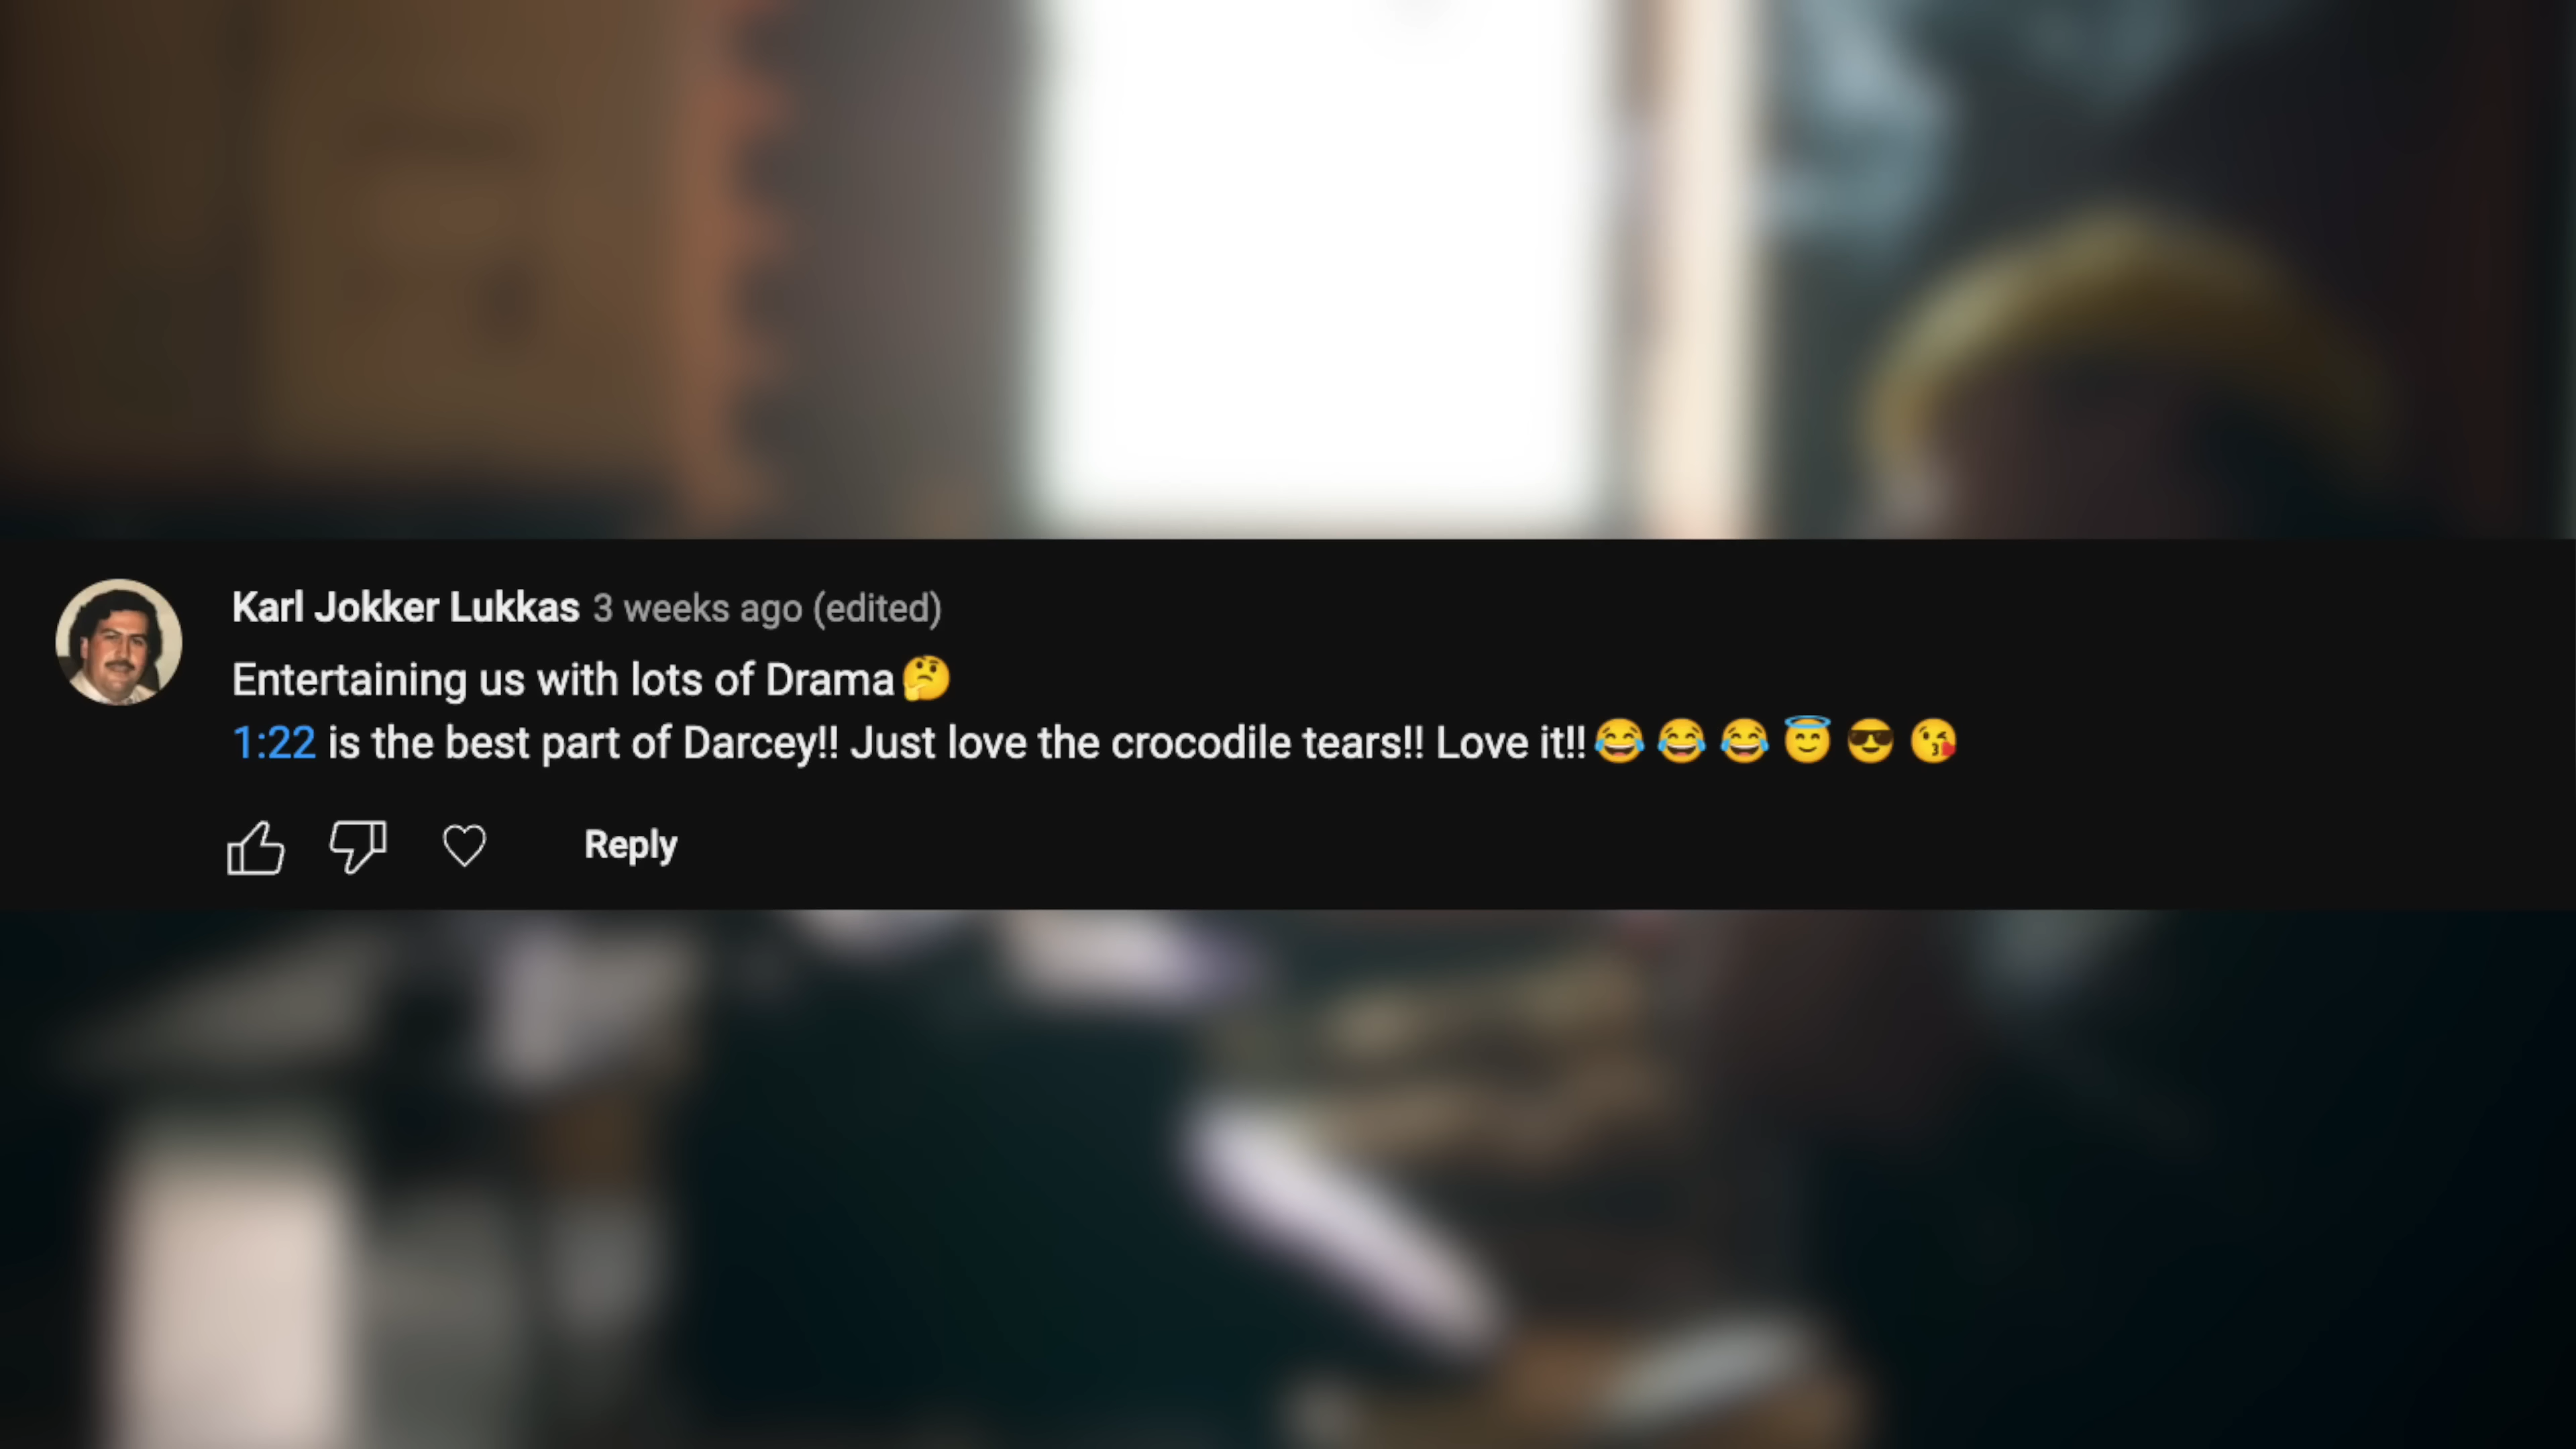 Karl Jokker Lukkas 3 weeks ago (edited)
Entertaining us with lots of Drama🤔
1:22 is the best part of Darcey!! Just love the crocodile tears!! Love it!!😂😂😂😇😎😘
Reply